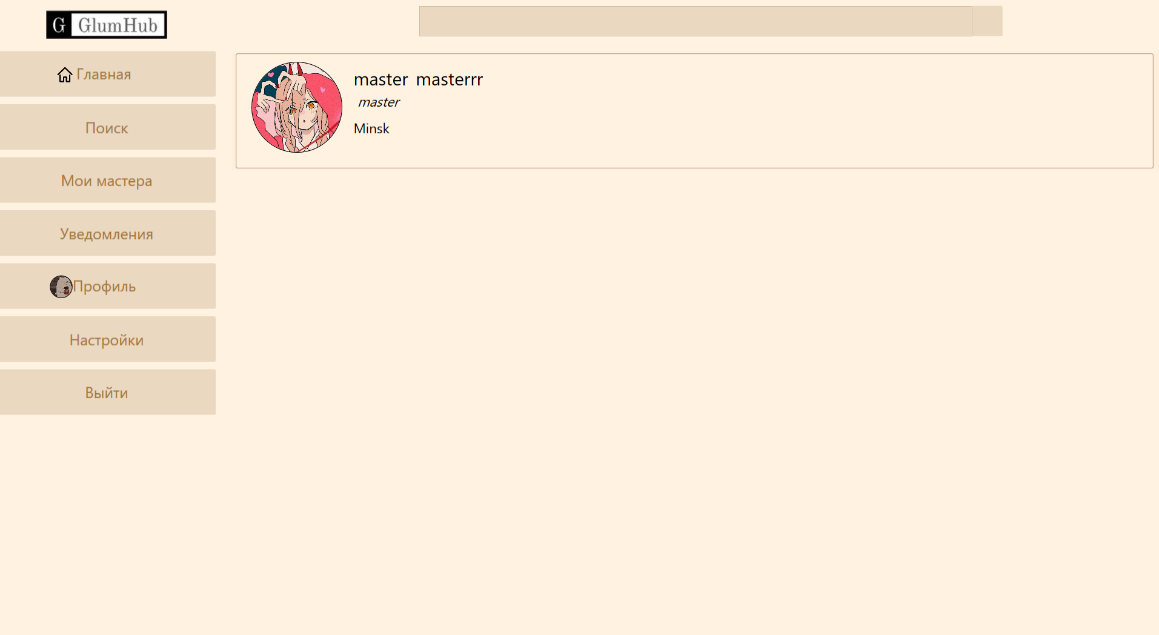 G GlumHub
Главная
Поиск
Мои мастера
Уведомления
Профиль
Настройки
Выйти
master masterrr
master
Minsk